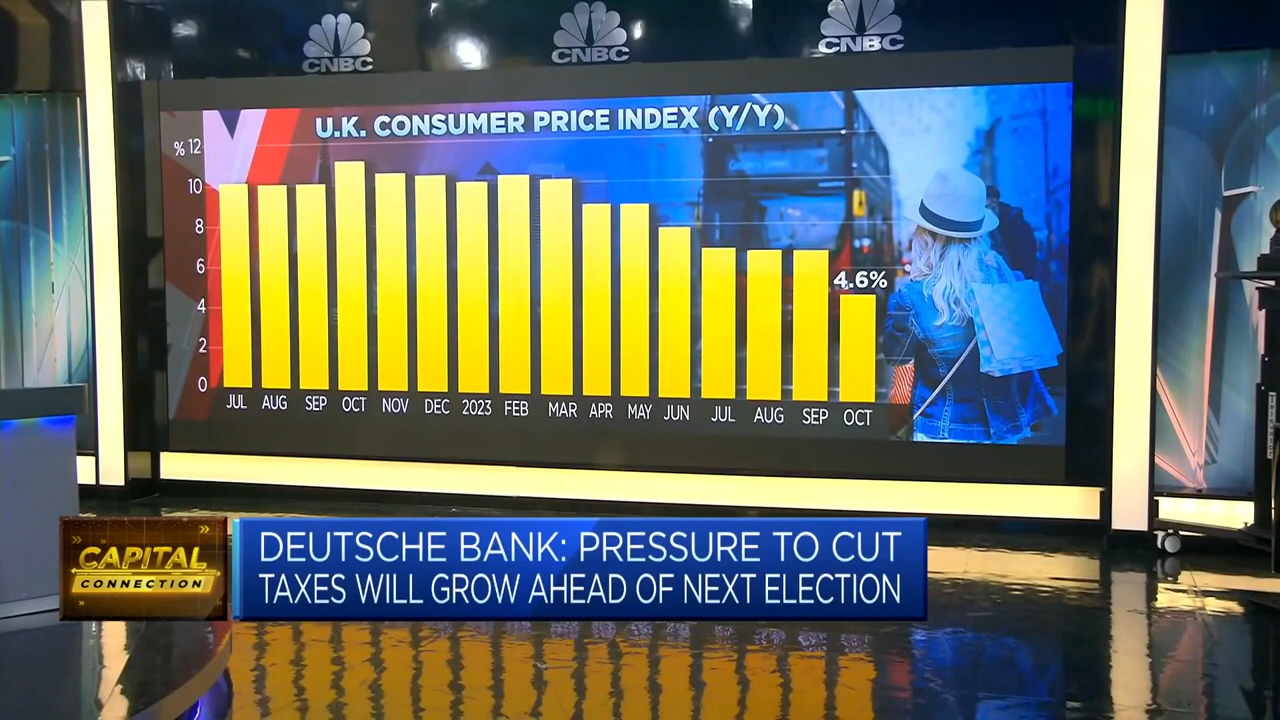 CNBC
CNBC
CNBC
U.K. CONSUMER PRICE INDEX (Y/Y)
% 12
10
8
6
4
2
0
4.6%
JUL AUG SEP OCT NOV DEC 2023 FEB MAR APR MAY JUN JUL AUG SEP OCT
CAPITAL
CONNECTION
DEUTSCHE BANK: PRESSURE TO CUT
TAXES WILL GROW AHEAD OF NEXT ELECTION